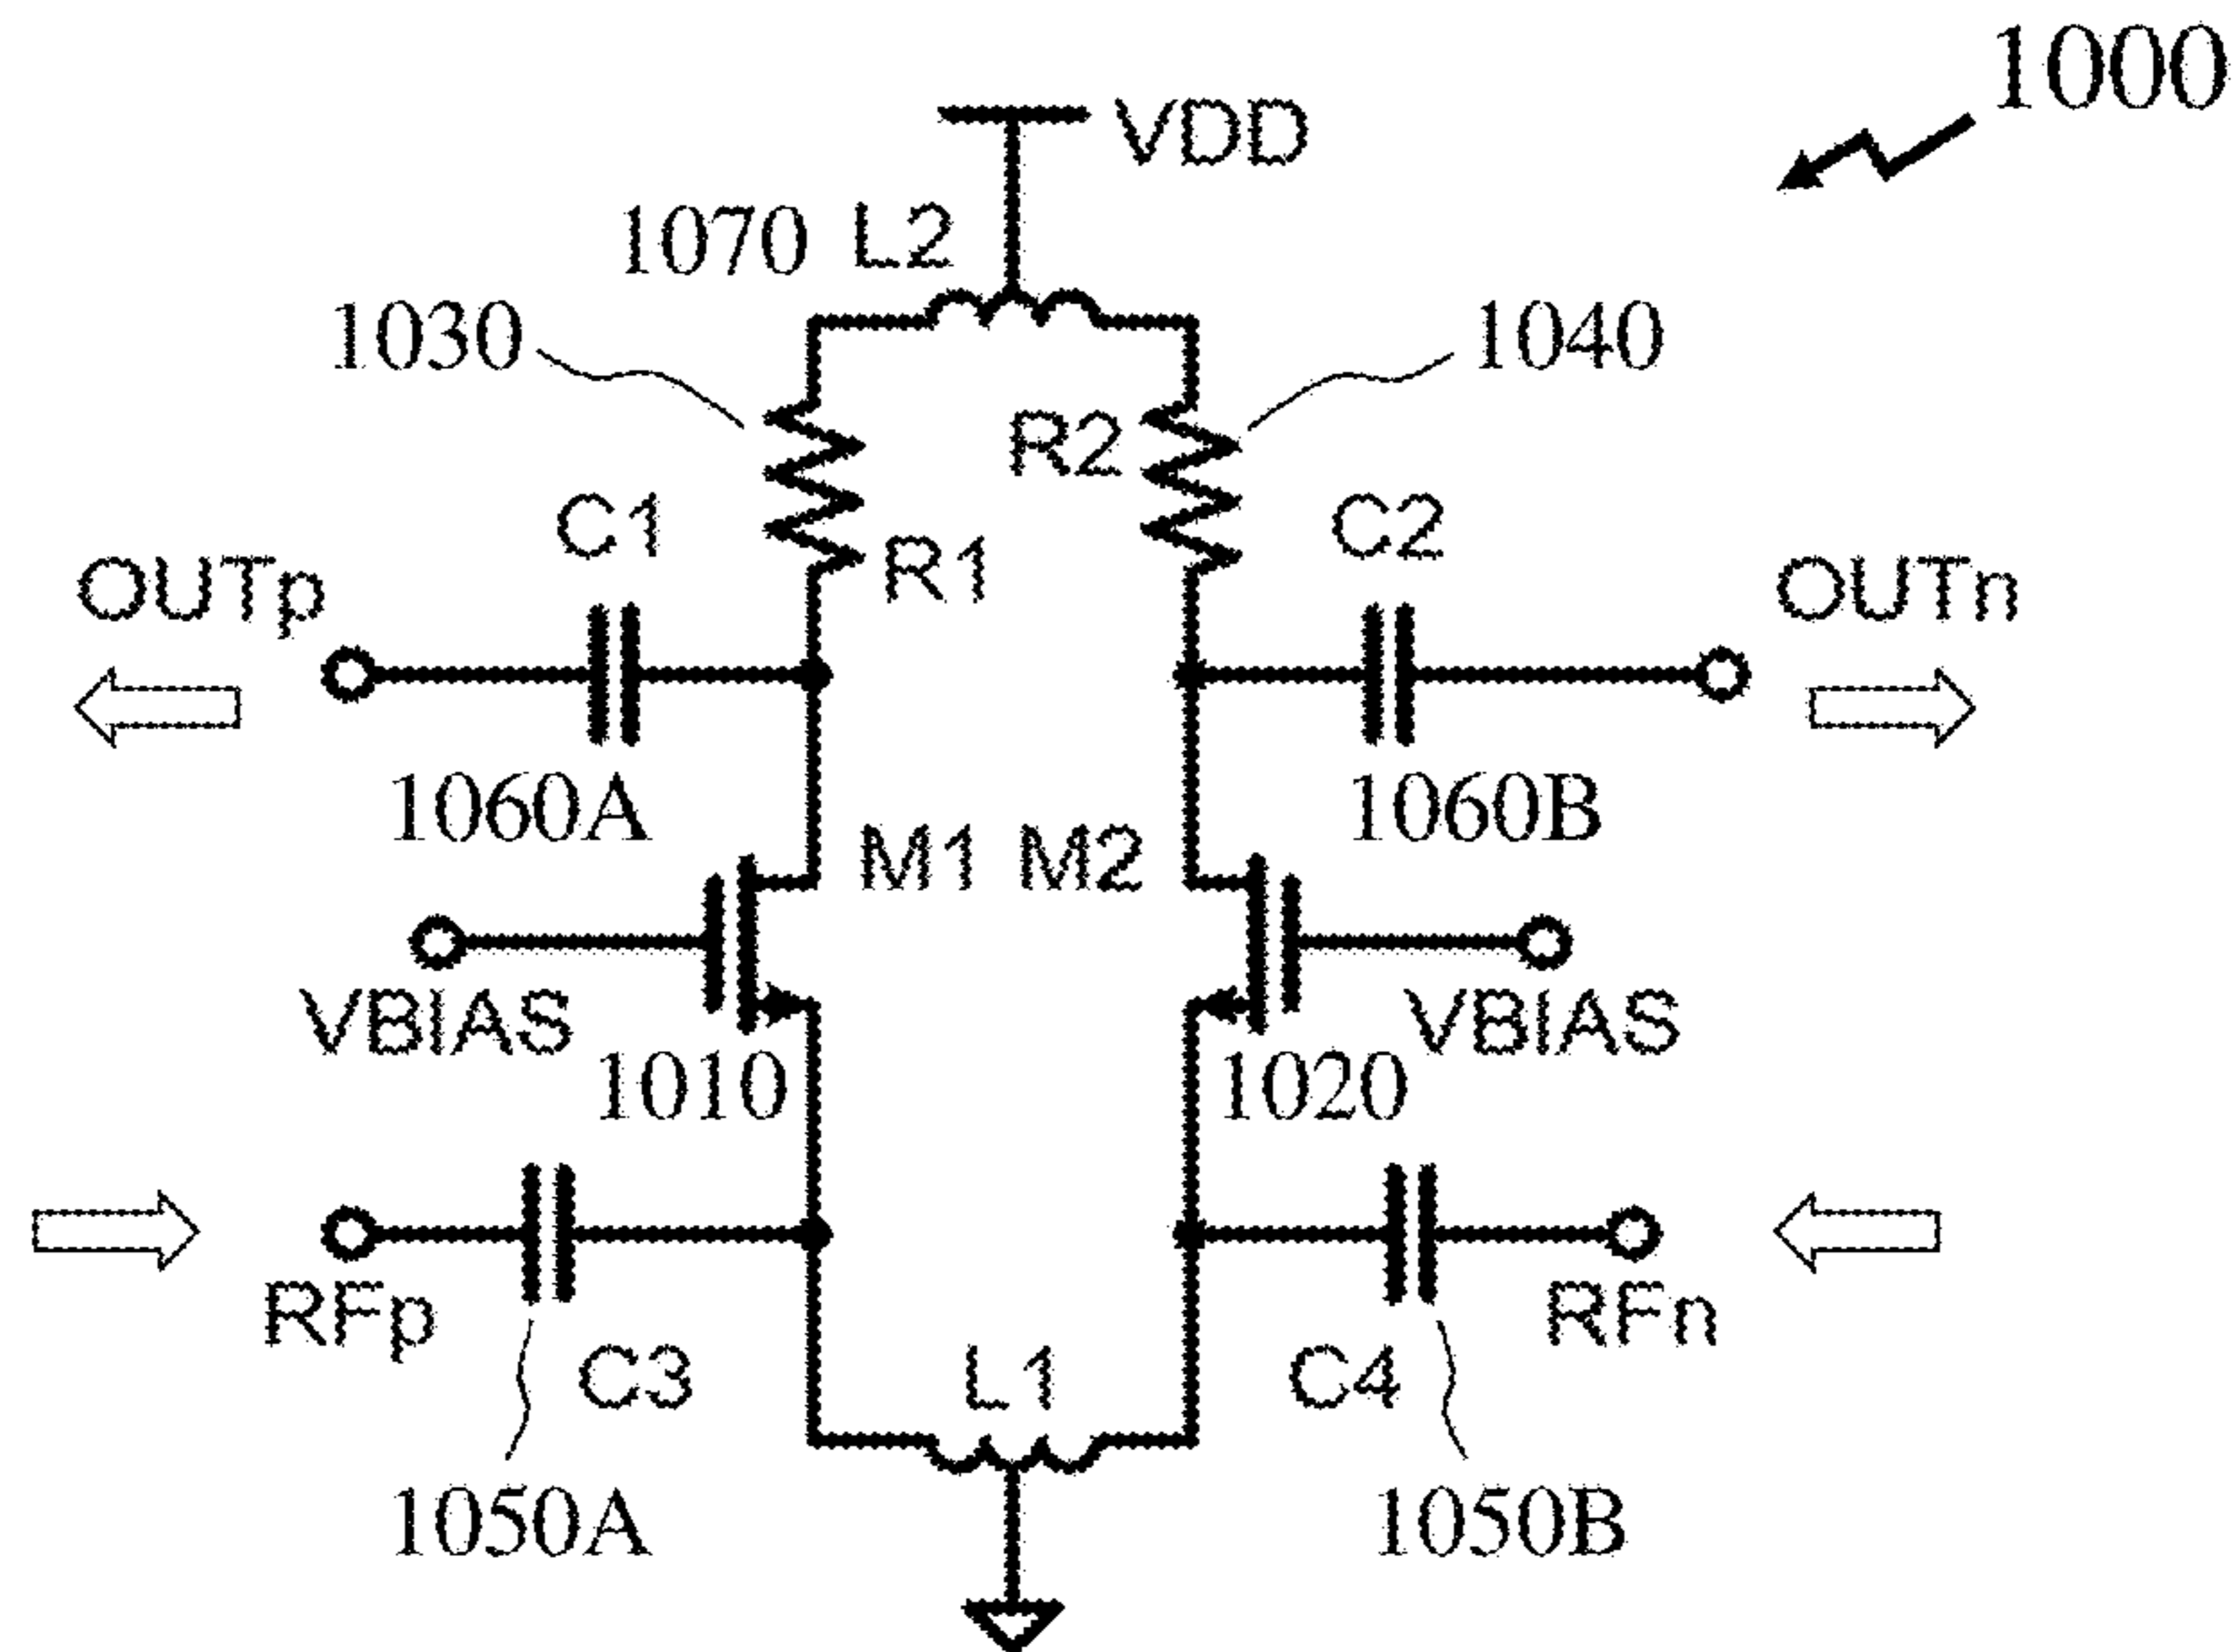 1000
VDD
1070 L2
1030
1040
R2
C1
C2
R1
OUTp
OUTn
1060A
1060B
M1 M2
VBIAS
VBIAS
1010
1020
RFp
RFn
C3
L1
C4
1050A
1050B